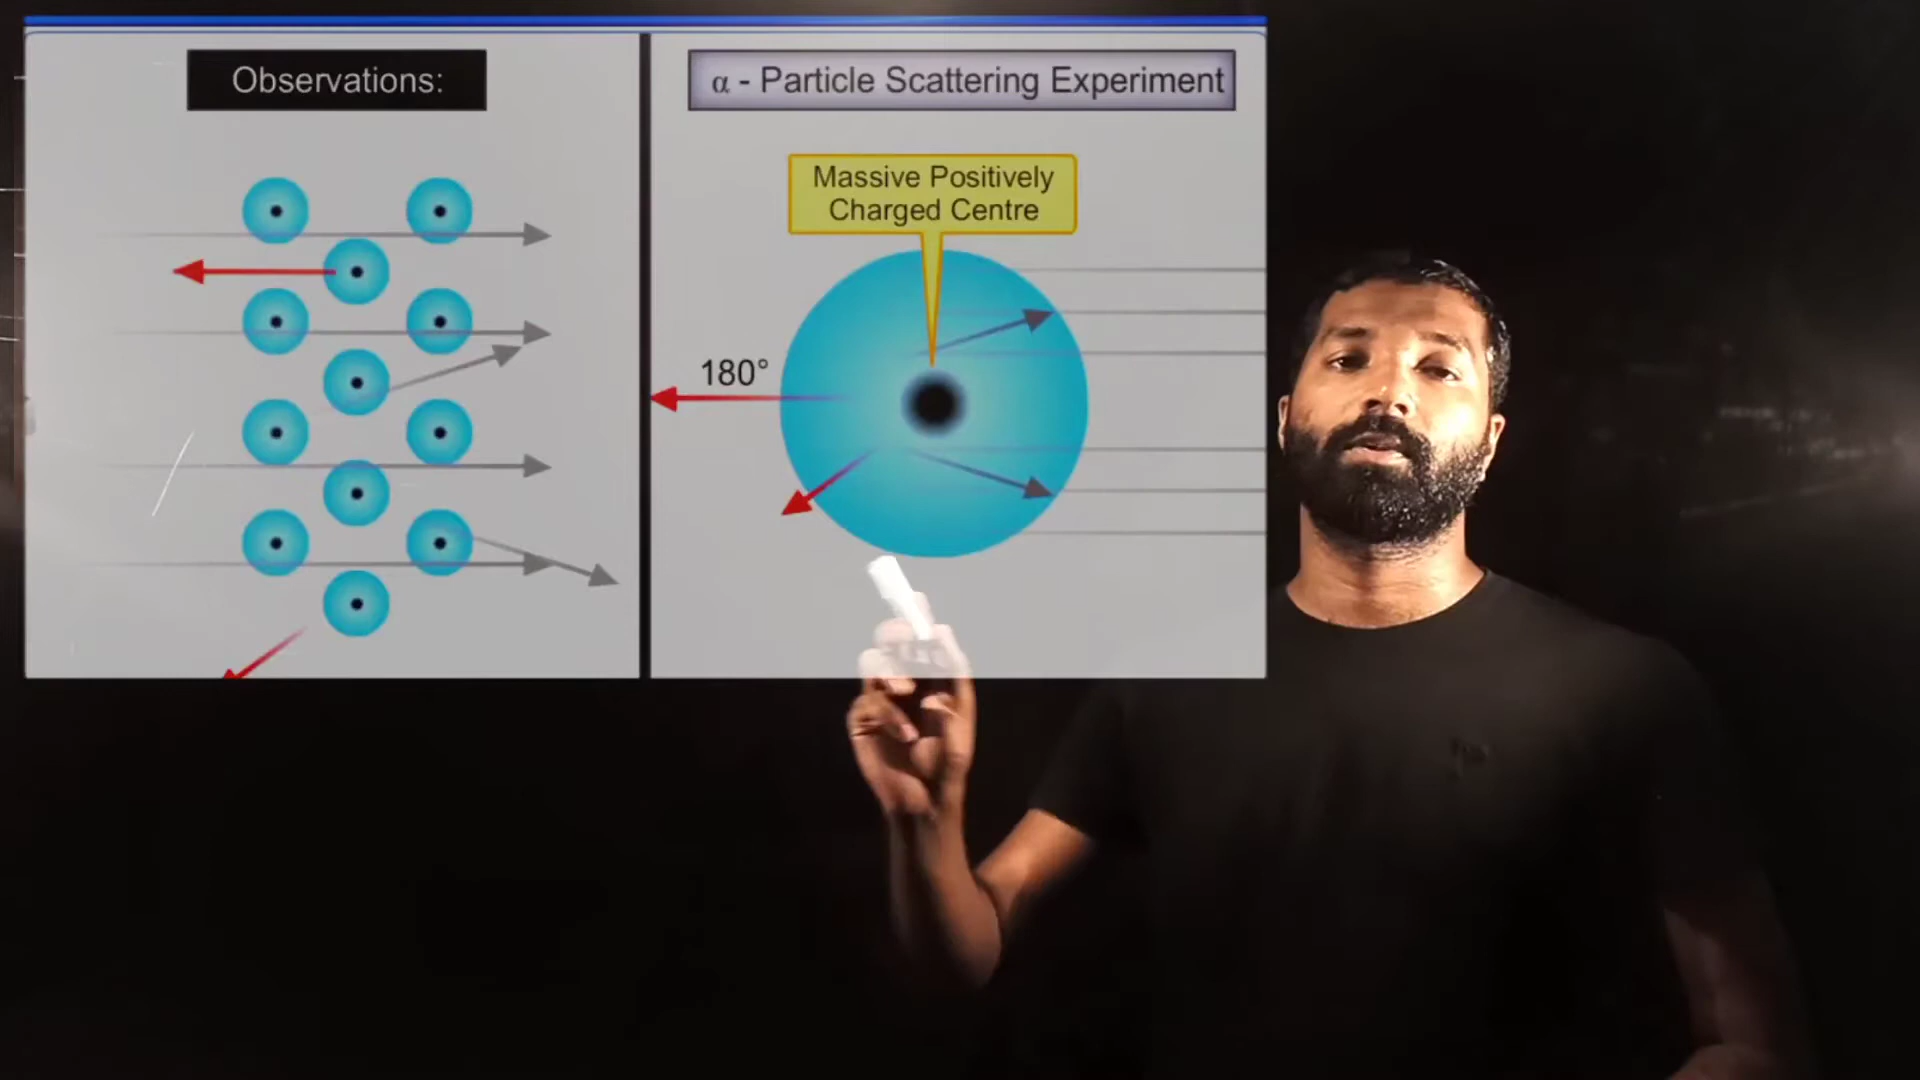 Observations:
α - Particle Scattering Experiment
Massive Positively
Charged Centre
180°